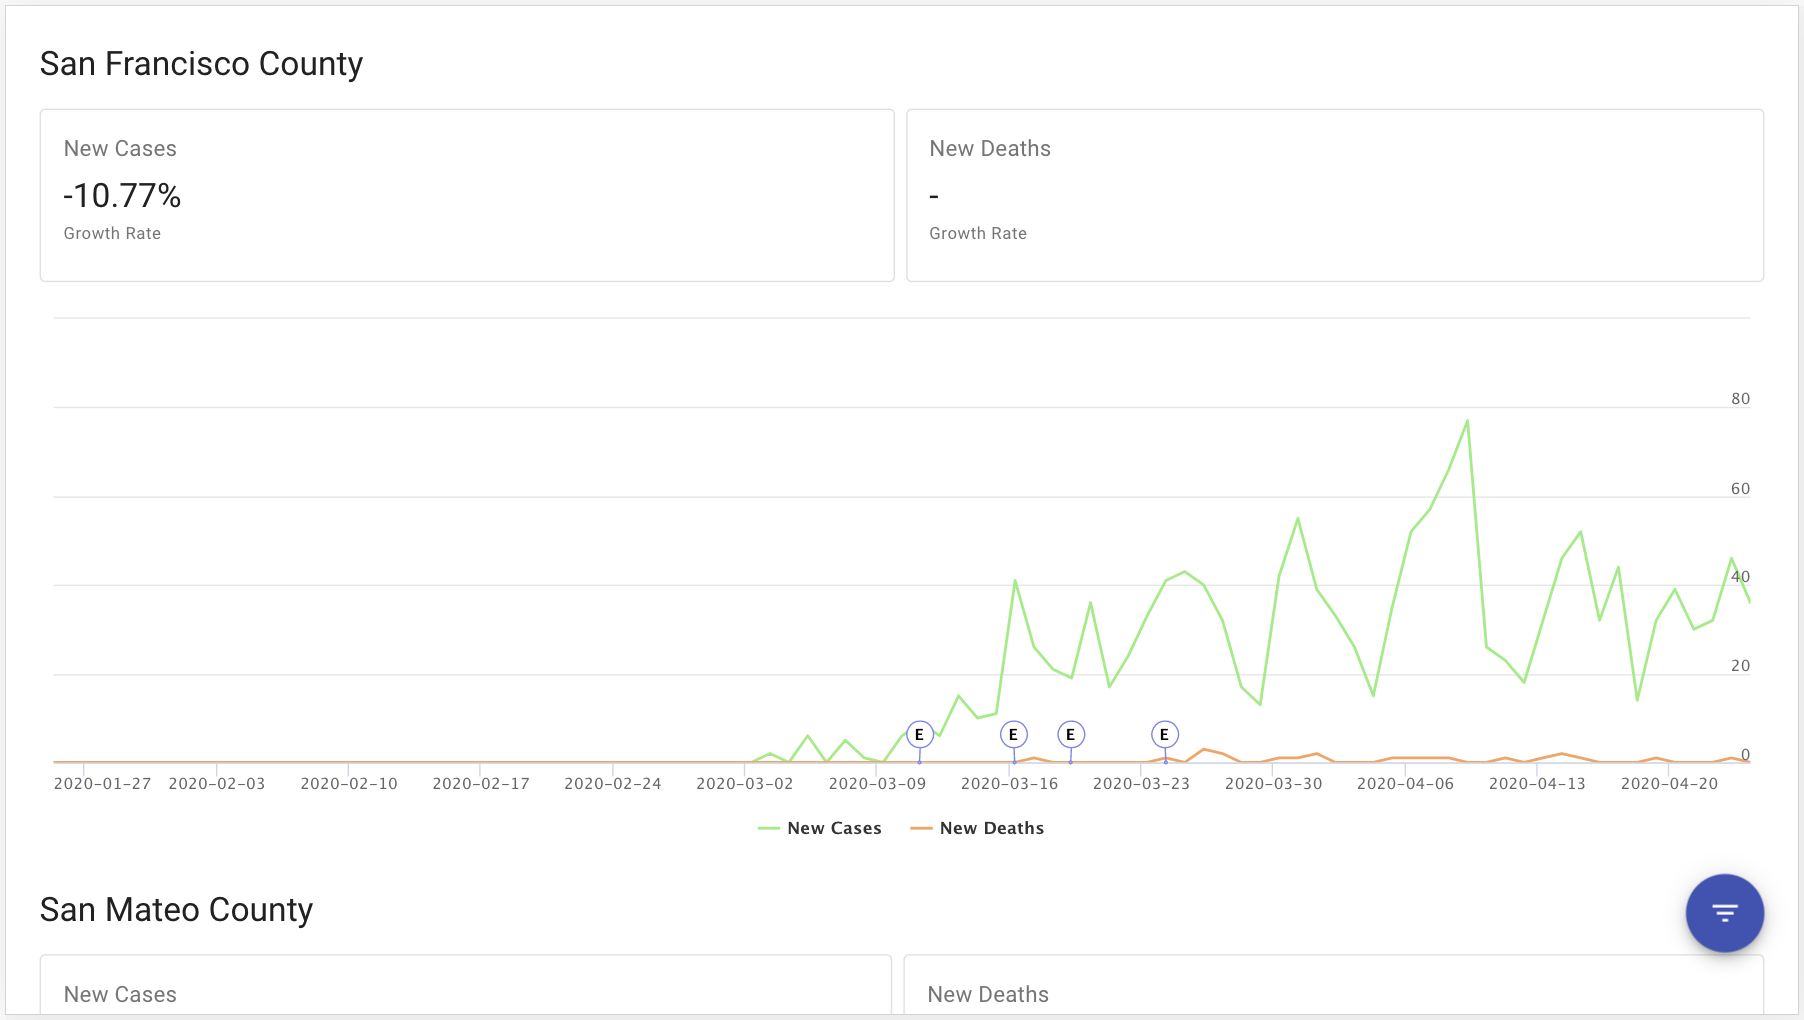 San Francisco County
New Cases
-10.77%
Growth Rate
New Deaths
-
Growth Rate
80
60
40
20
0
E E E E
2020-01-27 2020-02-03 2020-02-10 2020-02-17 2020-02-24 2020-03-02 2020-03-09 2020-03-16 2020-03-23 2020-03-30 2020-04-06 2020-04-13 2020-04-20
New Cases New Deaths
San Mateo County
New Cases
New Deaths